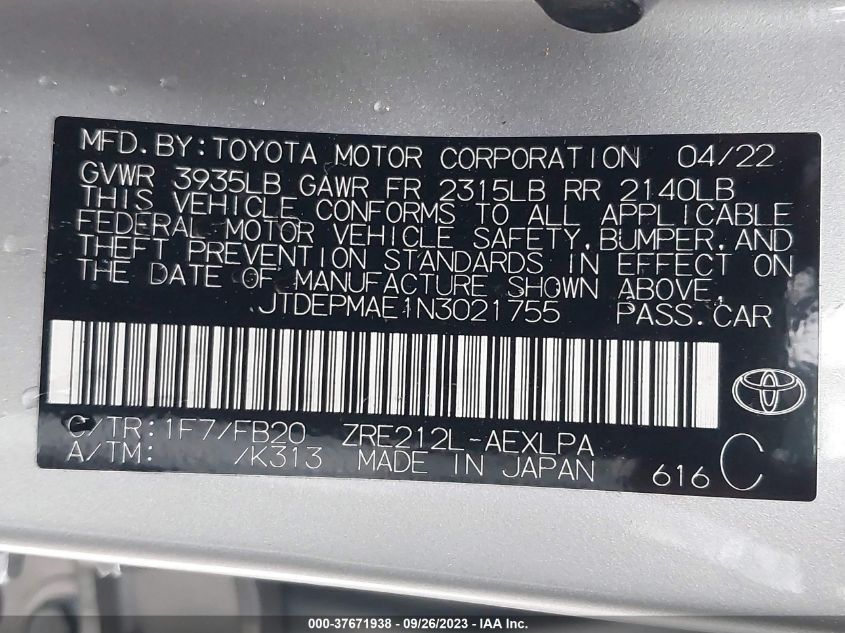 MFD.BY:TOYOTA MOTOR CORPORATION 04/22
GVWR 3935LB GAWR FR 2315LB RR 2140LB
THIS VEHICLE CONFORMS TO ALL APPLICABLE
FEDERAL MOTOR VEHICLE SAFETY,BUMPER,AND
THEFT PREVENTION STANDARDS IN EFFECT ON
THE DATE OF MANUFACTURE SHOWN ABOVE.
JTDEPMAE1N3021755 PASS.CAR
C/TR:1F7/FB20 ZRE212L-AEXLPA
A/TM: /K313 MADE IN JAPAN 616 C
000-37671938 - 09/26/2023 - IAA Inc.